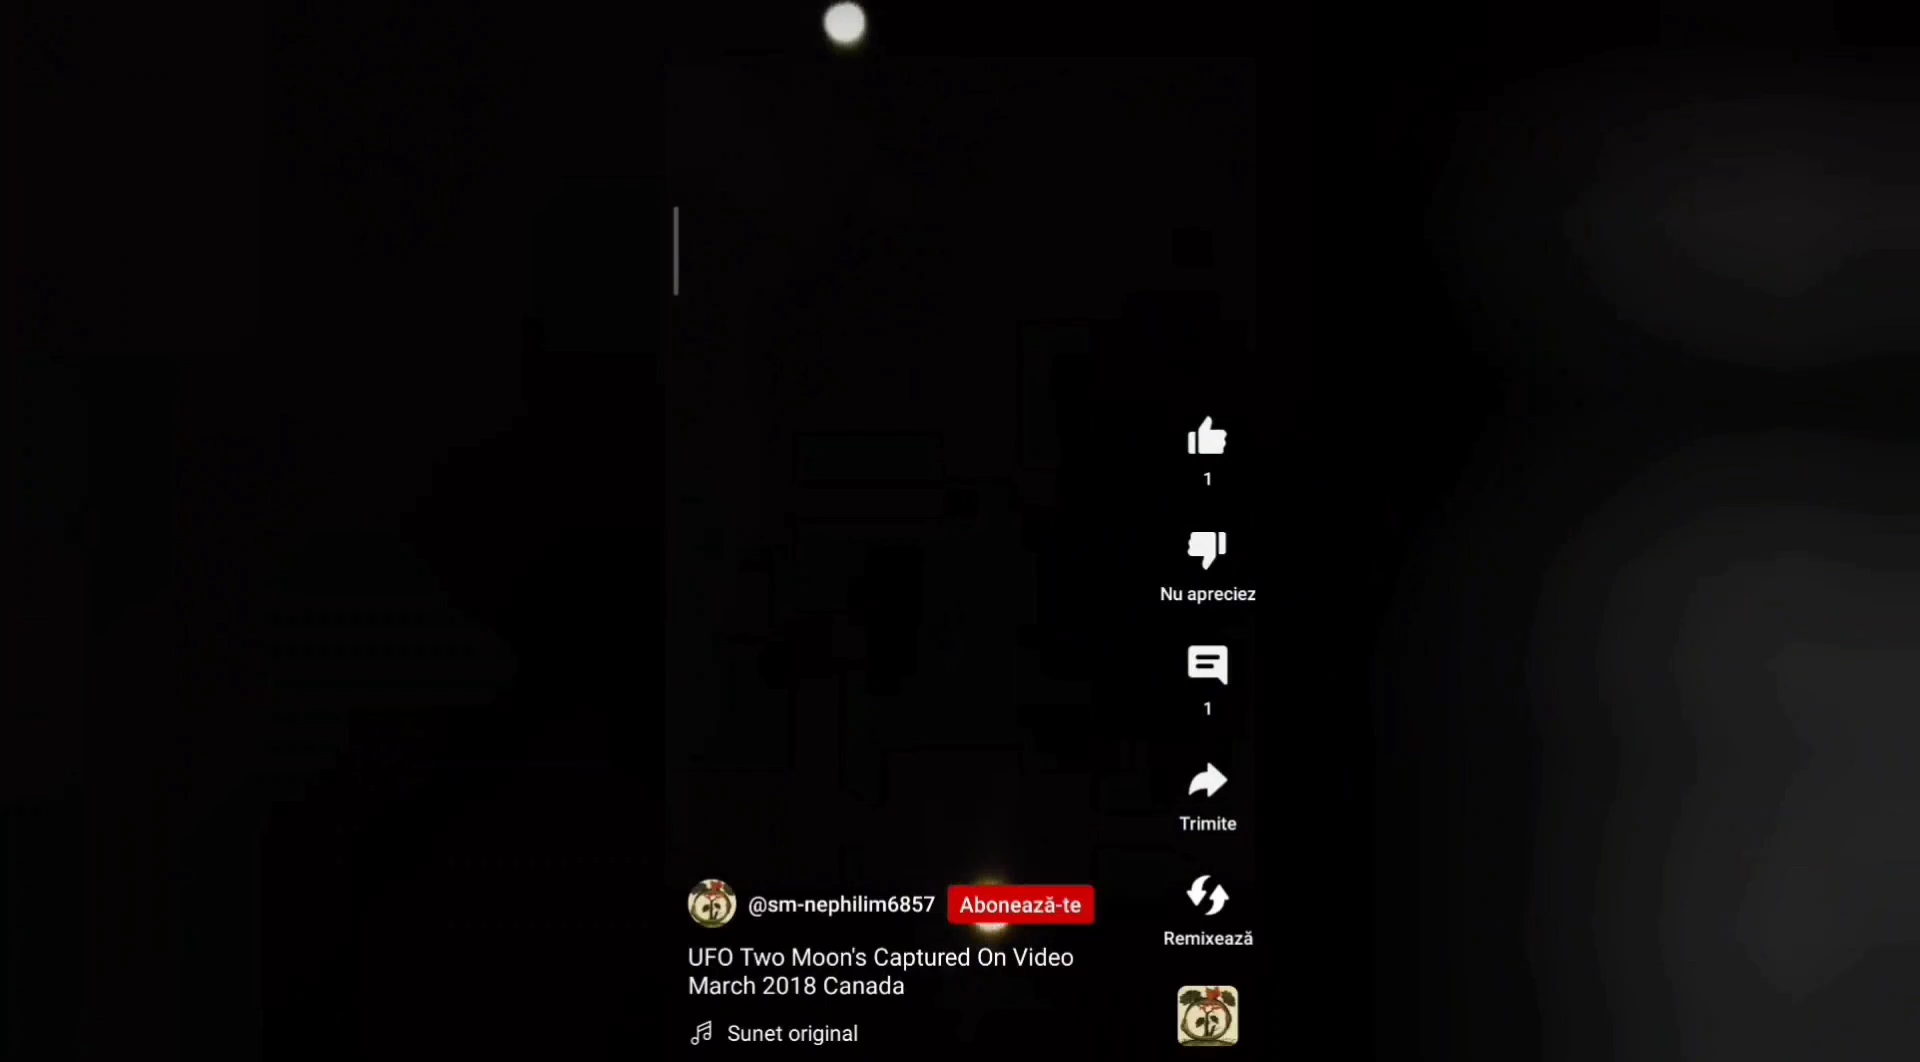 1
Nu apreciez
1
Trimite
@sm-nephilim6857 Abonează-te
Remixează
UFO Two Moon's Captured On Video
March 2018 Canada
Sunet original